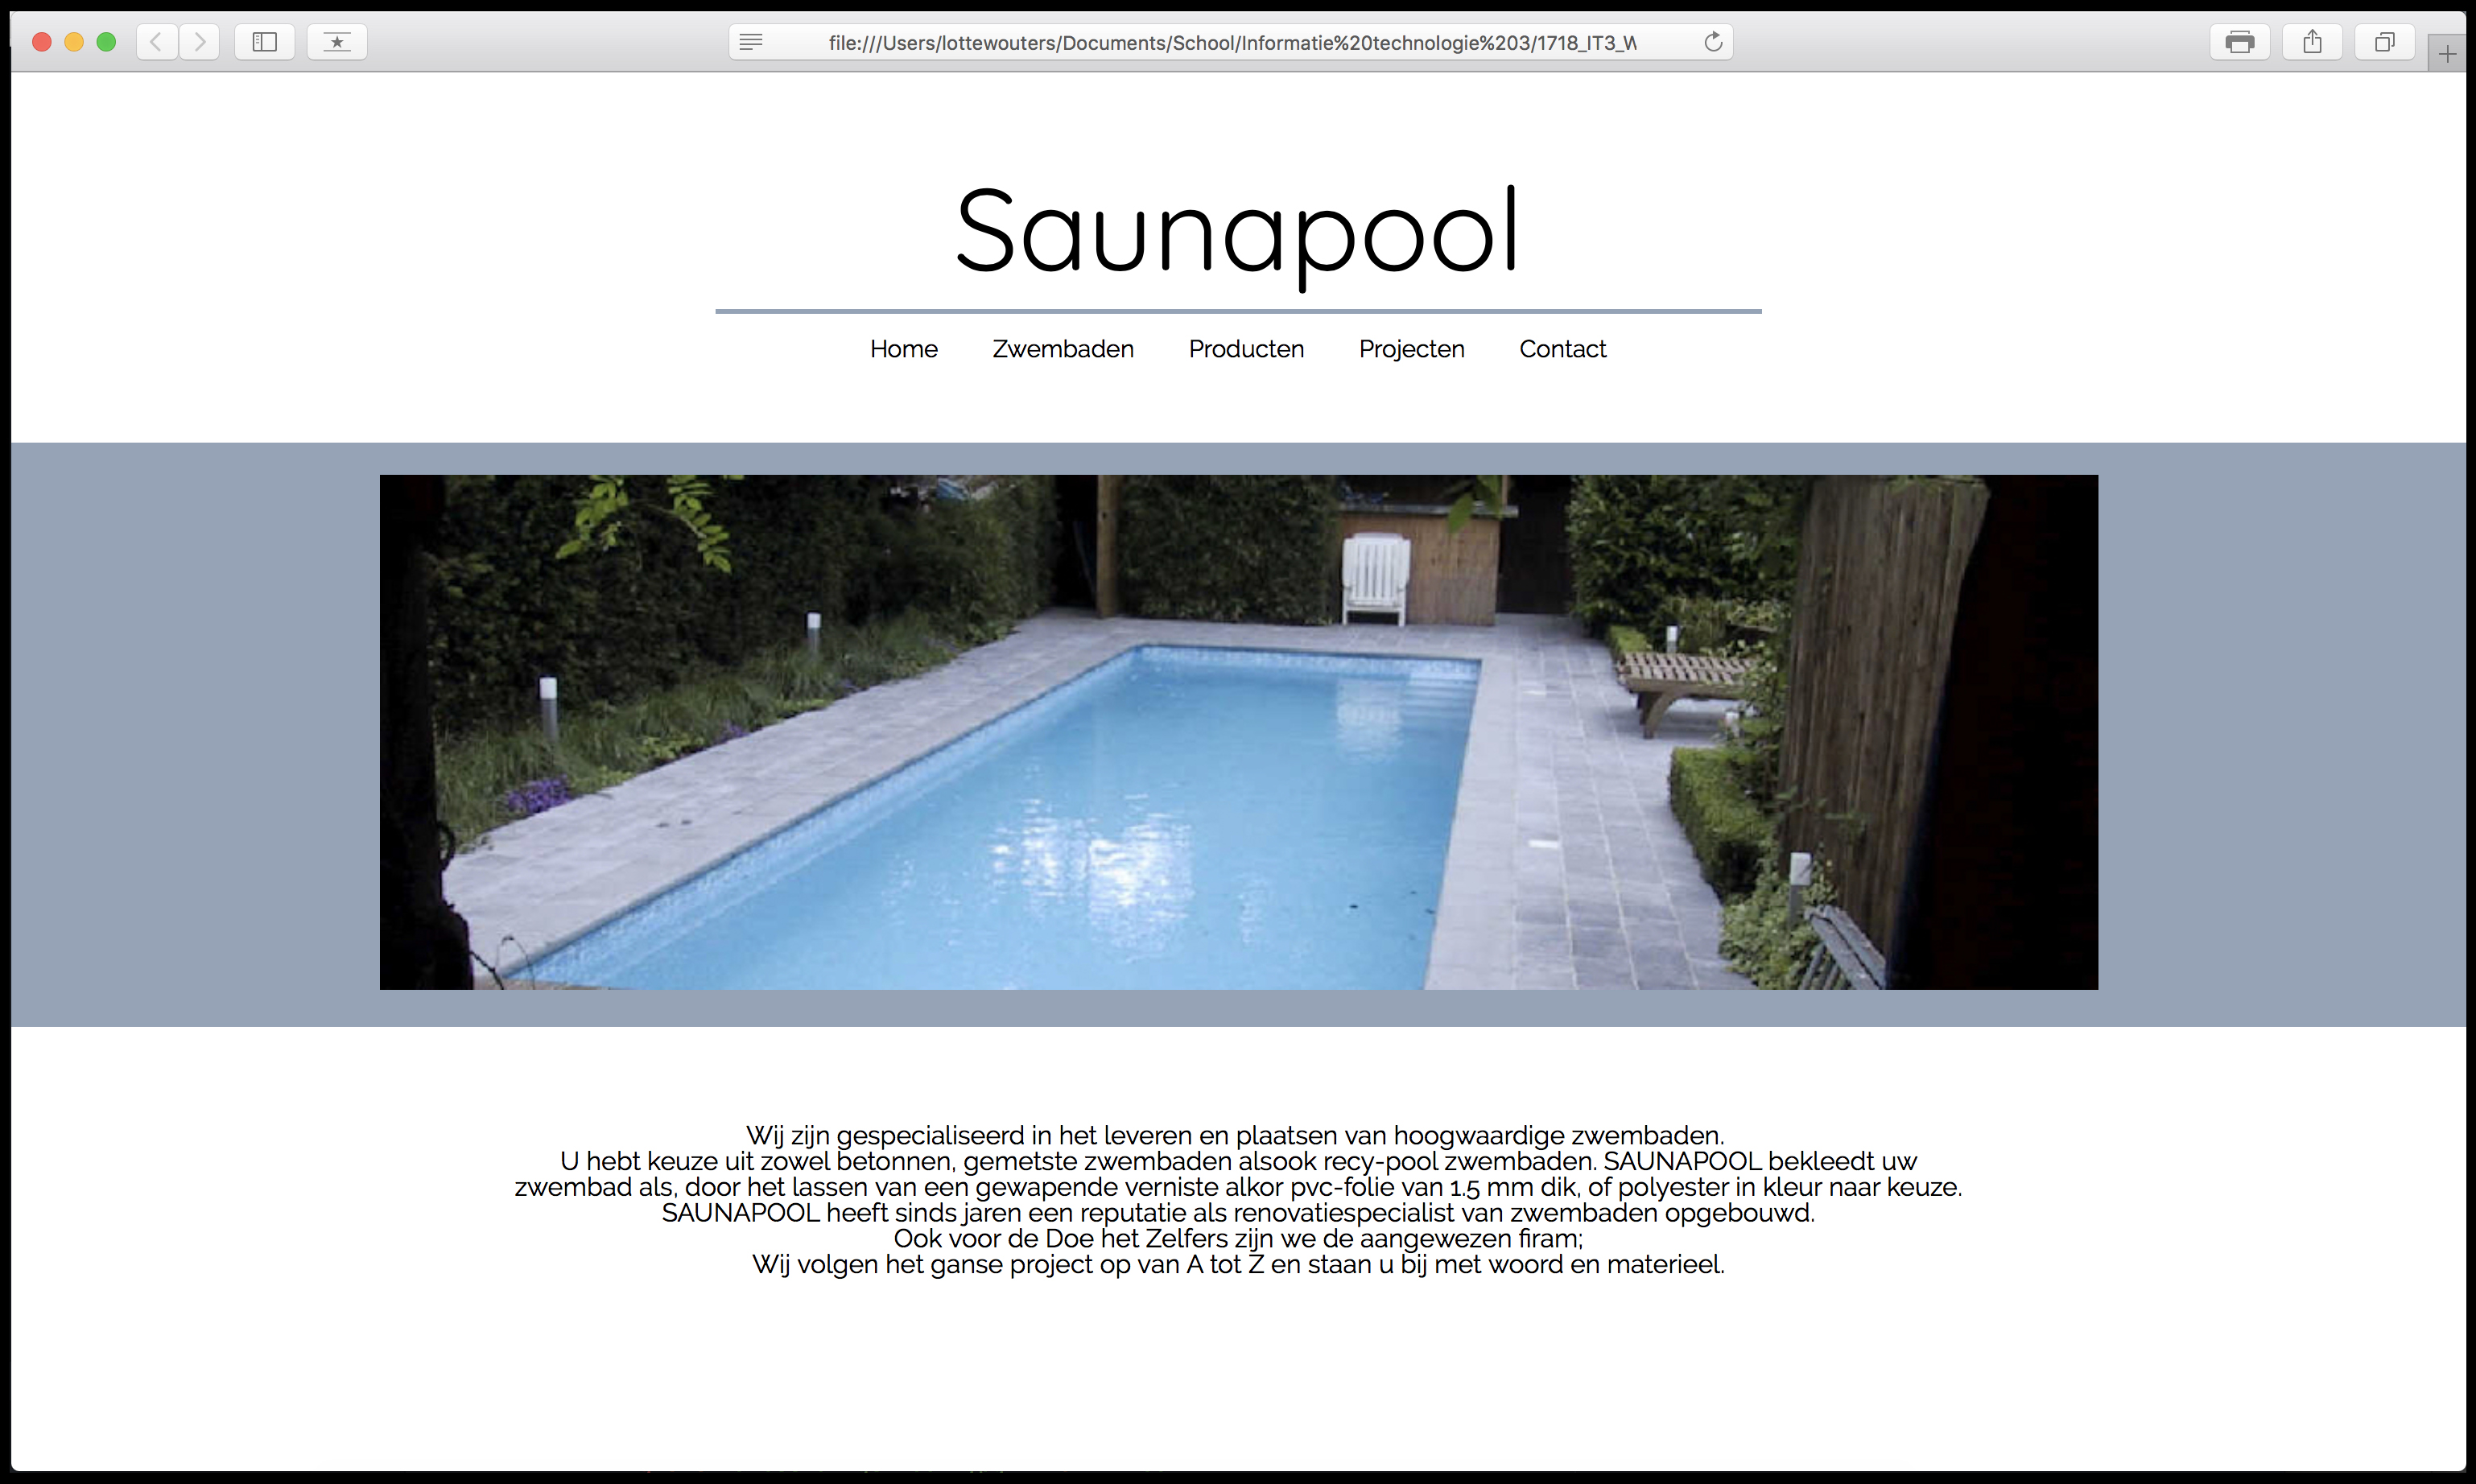 file:///Users/lottewouters/Documents/School/Informatie%20technologie%203/1718_IT3_W
Saunapool
Home Zwembaden Producten Projecten Contact
Wij zijn gespecialiseerd in het leveren en plaatsen van hoogwaardige zwembaden.
U hebt keuze uit zowel betonnen, gemetste zwembaden alsook recy-pool zwembaden. SAUNAPOOL bekleedt uw
zwembad als, door het lassen van een gewapende verniste alkor pvc-folie van 1.5 mm dik, of polyester in kleur naar keuze.
SAUNAPOOL heeft sinds jaren een reputatie als renovatiespecialist van zwembaden opgebouwd.
Ook voor de Doe het Zelfers zijn we de aangewezen firam;
Wij volgen het ganse project op van A tot Z en staan u bij met woord en materieel.